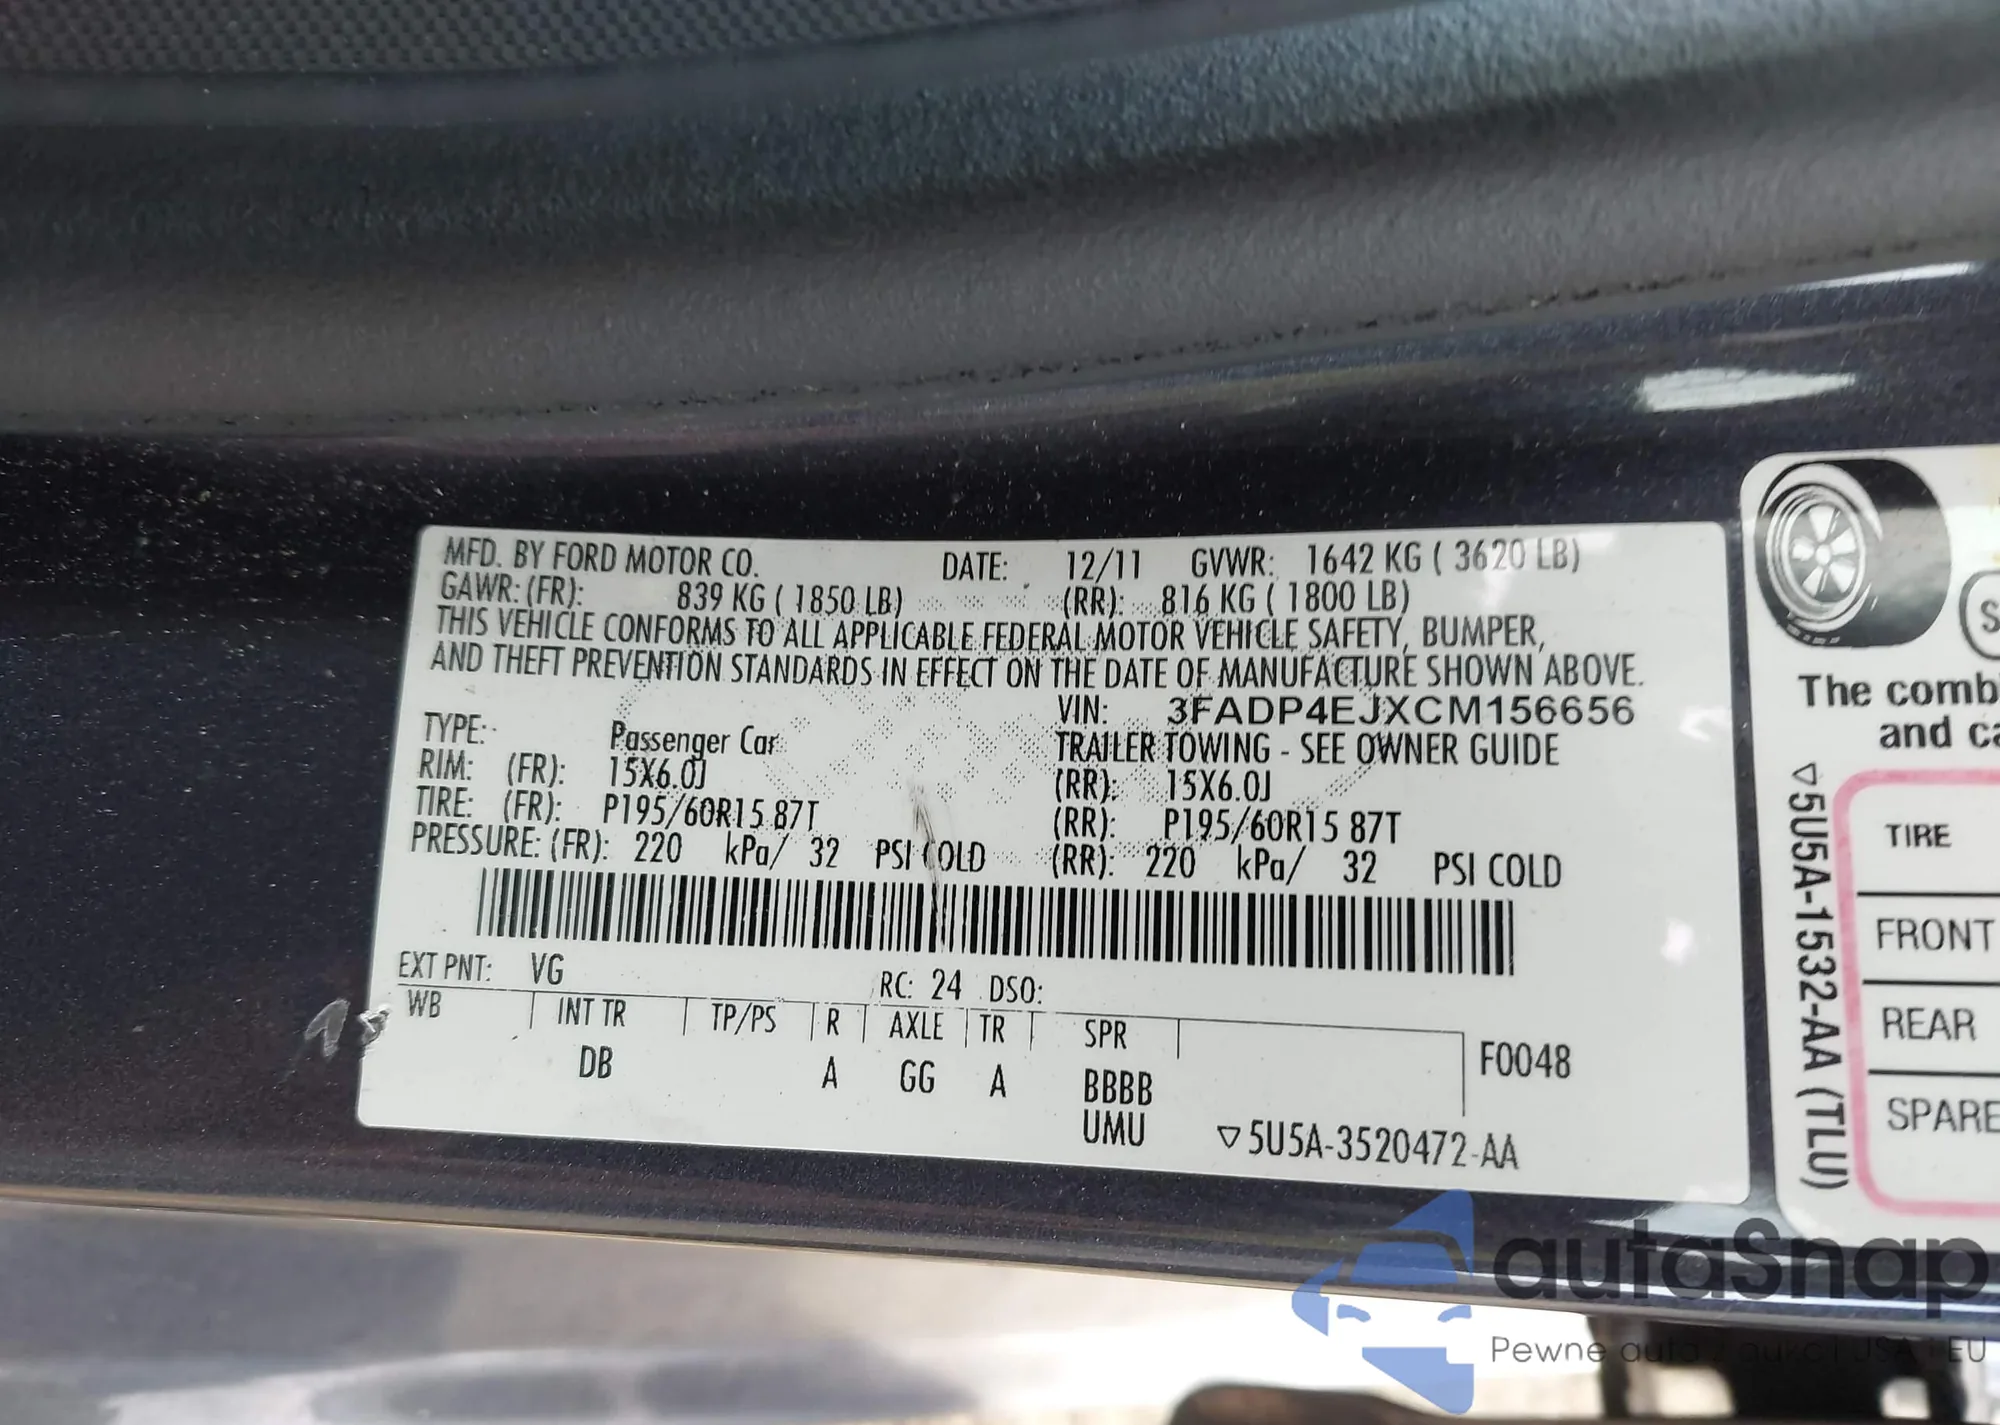 MFD. BY FORD MOTOR CO. DATE: 12/11 GVWR: 1642 KG ( 3620 LB)
GAWR: (FR): 839 KG ( 1850 LB) (RR): 816 KG ( 1800 LB)
THIS VEHICLE CONFORMS TO ALL APPLICABLE FEDERAL MOTOR VEHICLE SAFETY, BUMPER,
AND THEFT PREVENTION STANDARDS IN EFFECT ON THE DATE OF MANUFACTURE SHOWN ABOVE.
VIN: 3FADP4EJXCM156656
TYPE: Passenger Car TRAILER TOWING - SEE OWNER GUIDE
RIM: (FR): 15X6.0J (RR): 15X6.0J
TIRE: (FR): P195/60R15 87T (RR): P195/60R15 87T
PRESSURE: (FR): 220 kPa/ 32 PSI COLD (RR): 220 kPa/ 32 PSI COLD
EXT PNT: VG RC: 24 DSO:
WB INT TR TP/PS R AXLE TR SPR
F0048
DB A GG A BBBB
UMU
▽5U5A-3520472-AA
The comb
and ca
▽5U5A-1532-AA (TLU)
TIRE
FRONT
REAR
SPARE
autaSnap
Pewne auta USA EU